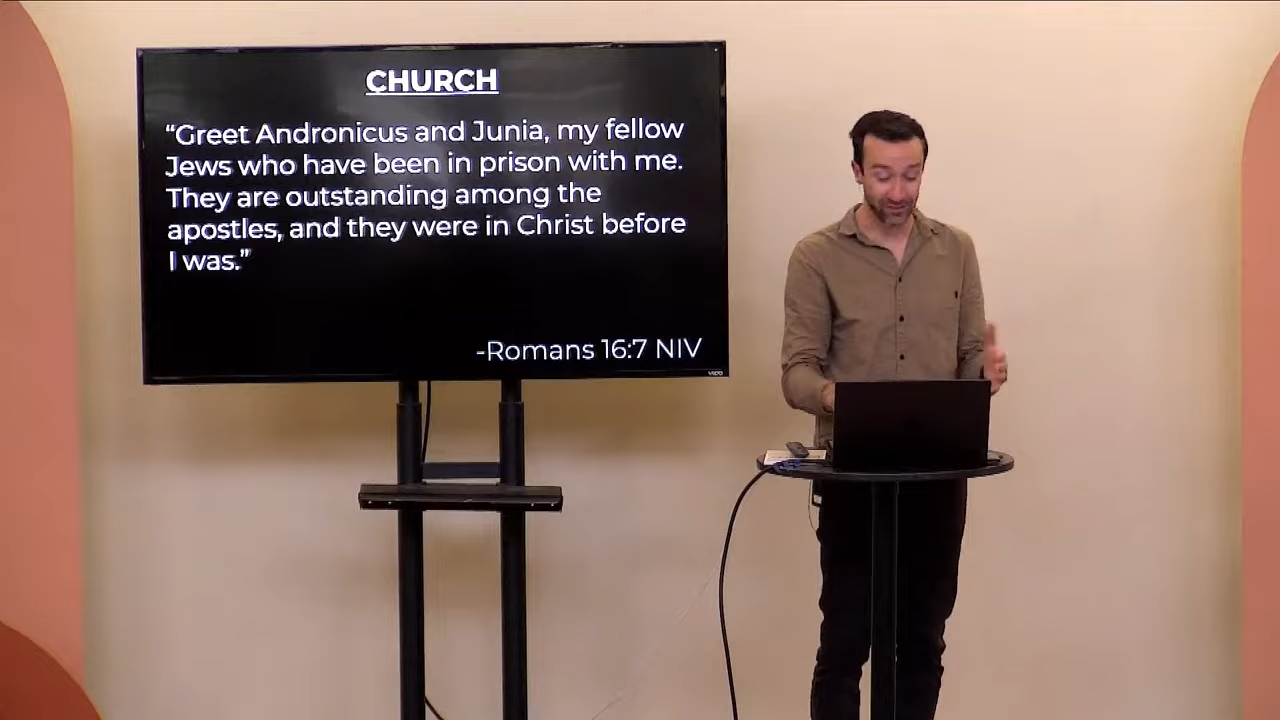 CHURCH
“Greet Andronicus and Junia, my fellow
Jews who have been in prison with me.
They are outstanding among the
apostles, and they were in Christ before
I was.”
-Romans 16:7 NIV
VIZIO